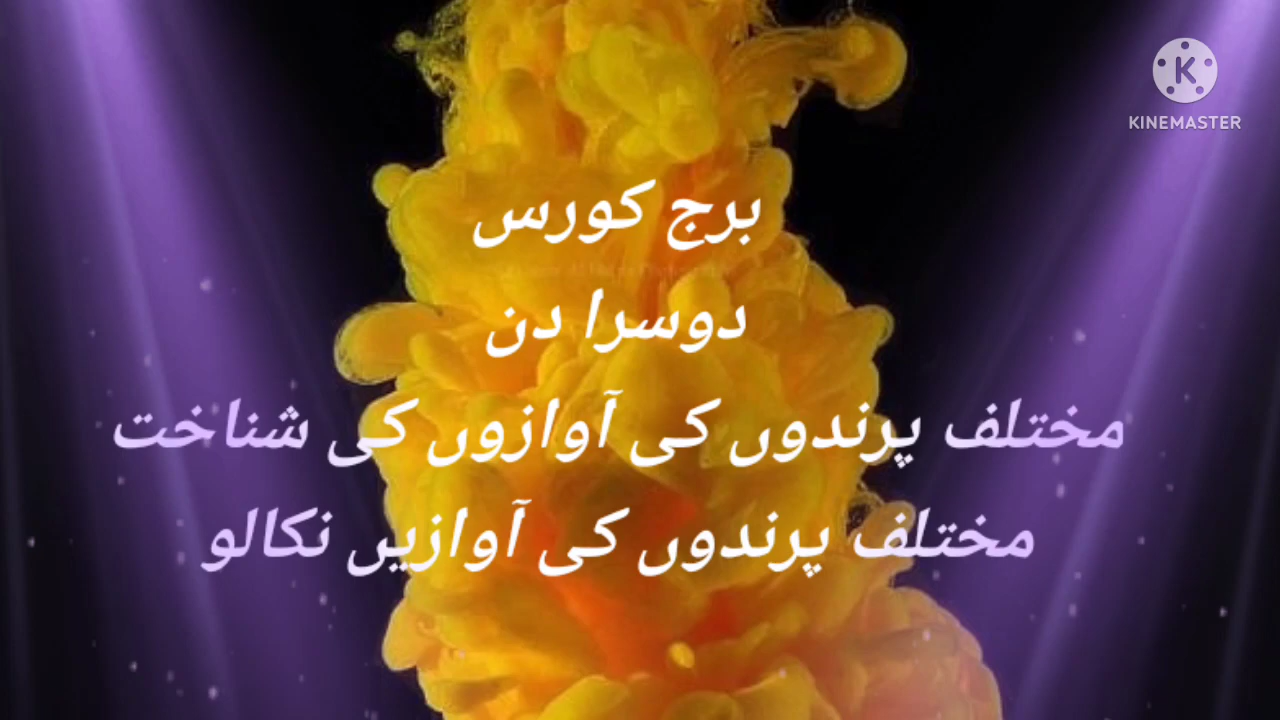 KINEMASTER
برج کورس
دوسرا دن
مختلف پرندوں کی آوازوں کی شناخت
مختلف پرندوں کی آوازیں نکالو